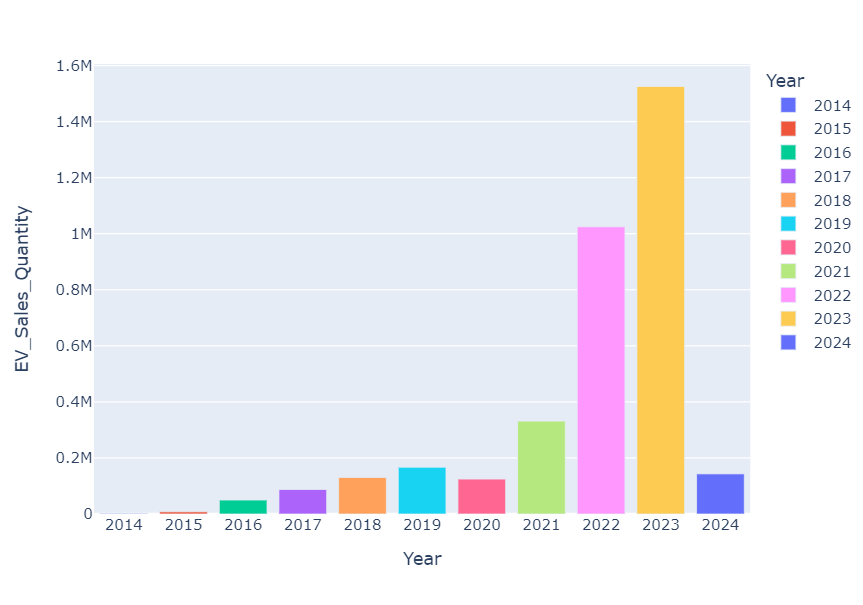 1.6M
1.4M
1.2M
1M
0.8M
0.6M
0.4M
0.2M
0
EV_Sales_Quantity
2014 2015 2016 2017 2018 2019 2020 2021 2022 2023 2024
Year
Year
2014
2015
2016
2017
2018
2019
2020
2021
2022
2023
2024